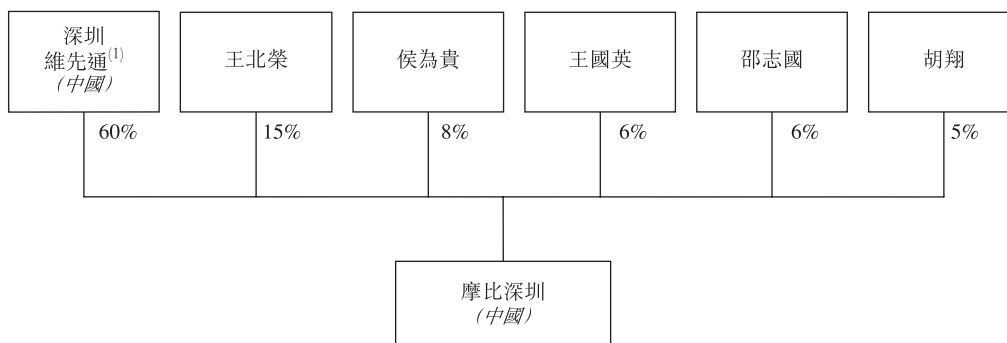 深圳
維先通(1)
(中國)
王北榮
侯為貴
王國英
邵志國
胡翔
60%
15%
8%
6%
6%
5%
摩比深圳
(中國)